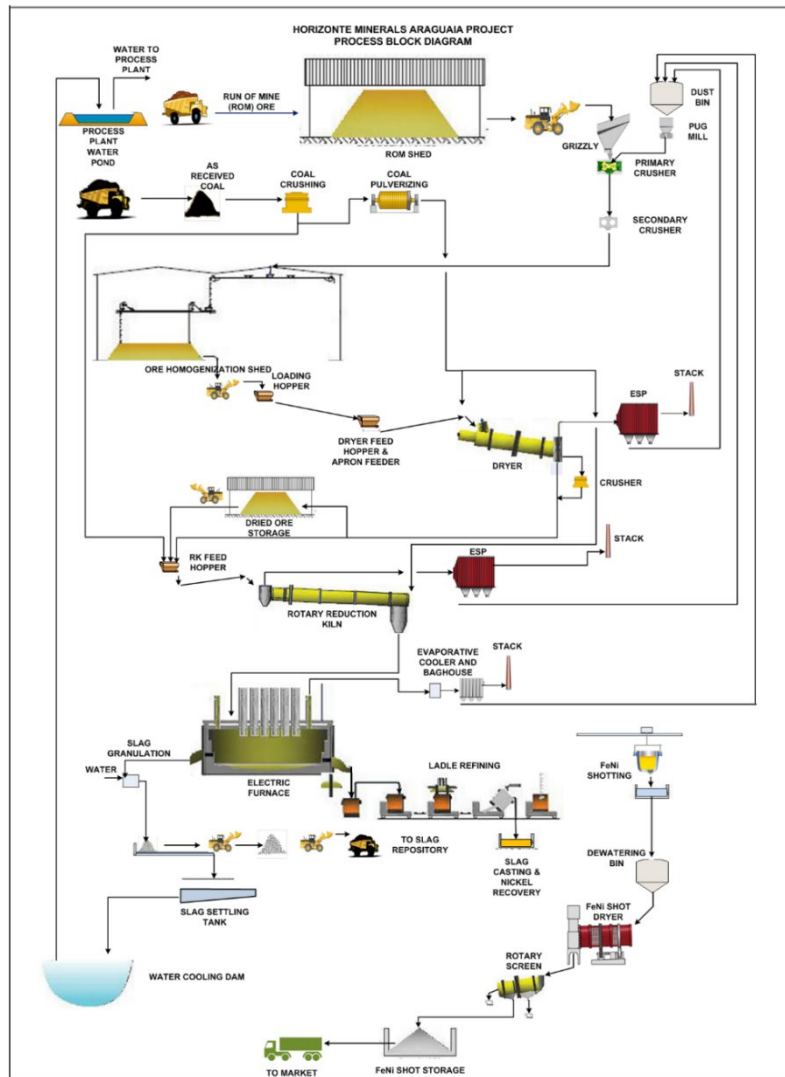 HORIZONTE MINERALS ARAGUAIA PROJECT
PROCESS BLOCK DIAGRAM
WATER TO
PROCESS
PLANT
RUN OF MINE
(ROM) ORE
DUST
BIN
PROCESS
PLANT
WATER
POND
ROM SHED
GRIZZLY
PUG
MILL
PRIMARY
CRUSHER
AS
RECEIVED
COAL
COAL
CRUSHING
COAL
PULVERIZING
SECONDARY
CRUSHER
ORE HOMOGENIZATION SHED
LOADING
HOPPER
DRYER FEED
HOPPER &
APRON FEEDER
DRYER
ESP
STACK
CRUSHER
DRIED ORE
STORAGE
RK FEED
HOPPER
ROTARY REDUCTION
KILN
ESP
STACK
EVAPORATIVE
COOLER AND
BAGHOUSE
STACK
SLAG
GRANULATION
WATER
ELECTRIC
FURNACE
LADLE REFINING
FeNi
SHOTTING
TO SLAG
REPOSITORY
SLAG
CASTING &
NICKEL
RECOVERY
DEWATERING
BIN
SLAG SETTLING
TANK
FeNi SHOT
DRYER
WATER COOLING DAM
ROTARY
SCREEN
TO MARKET
FeNi SHOT STORAGE